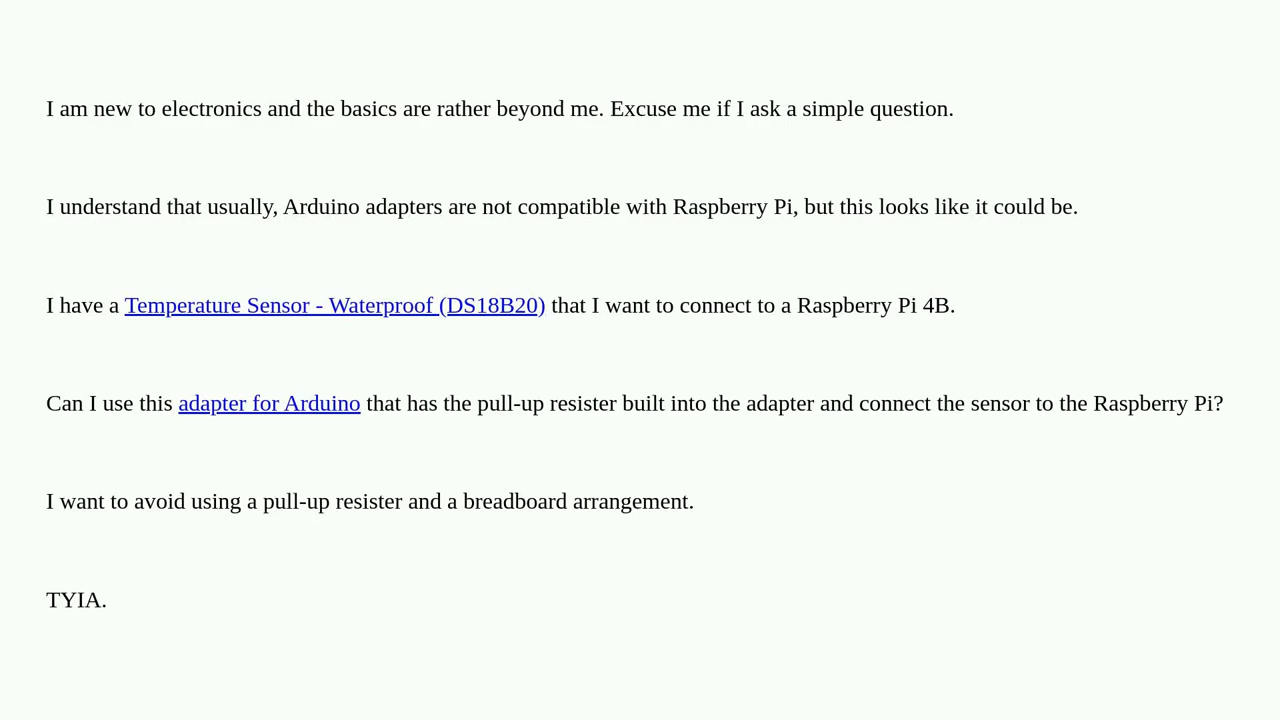 I am new to electronics and the basics are rather beyond me. Excuse me if I ask a simple question.
I understand that usually, Arduino adapters are not compatible with Raspberry Pi, but this looks like it could be.
I have a Temperature Sensor - Waterproof (DS18B20) that I want to connect to a Raspberry Pi 4B.
Can I use this adapter for Arduino that has the pull-up resister built into the adapter and connect the sensor to the Raspberry Pi?
I want to avoid using a pull-up resister and a breadboard arrangement.
TYIA.